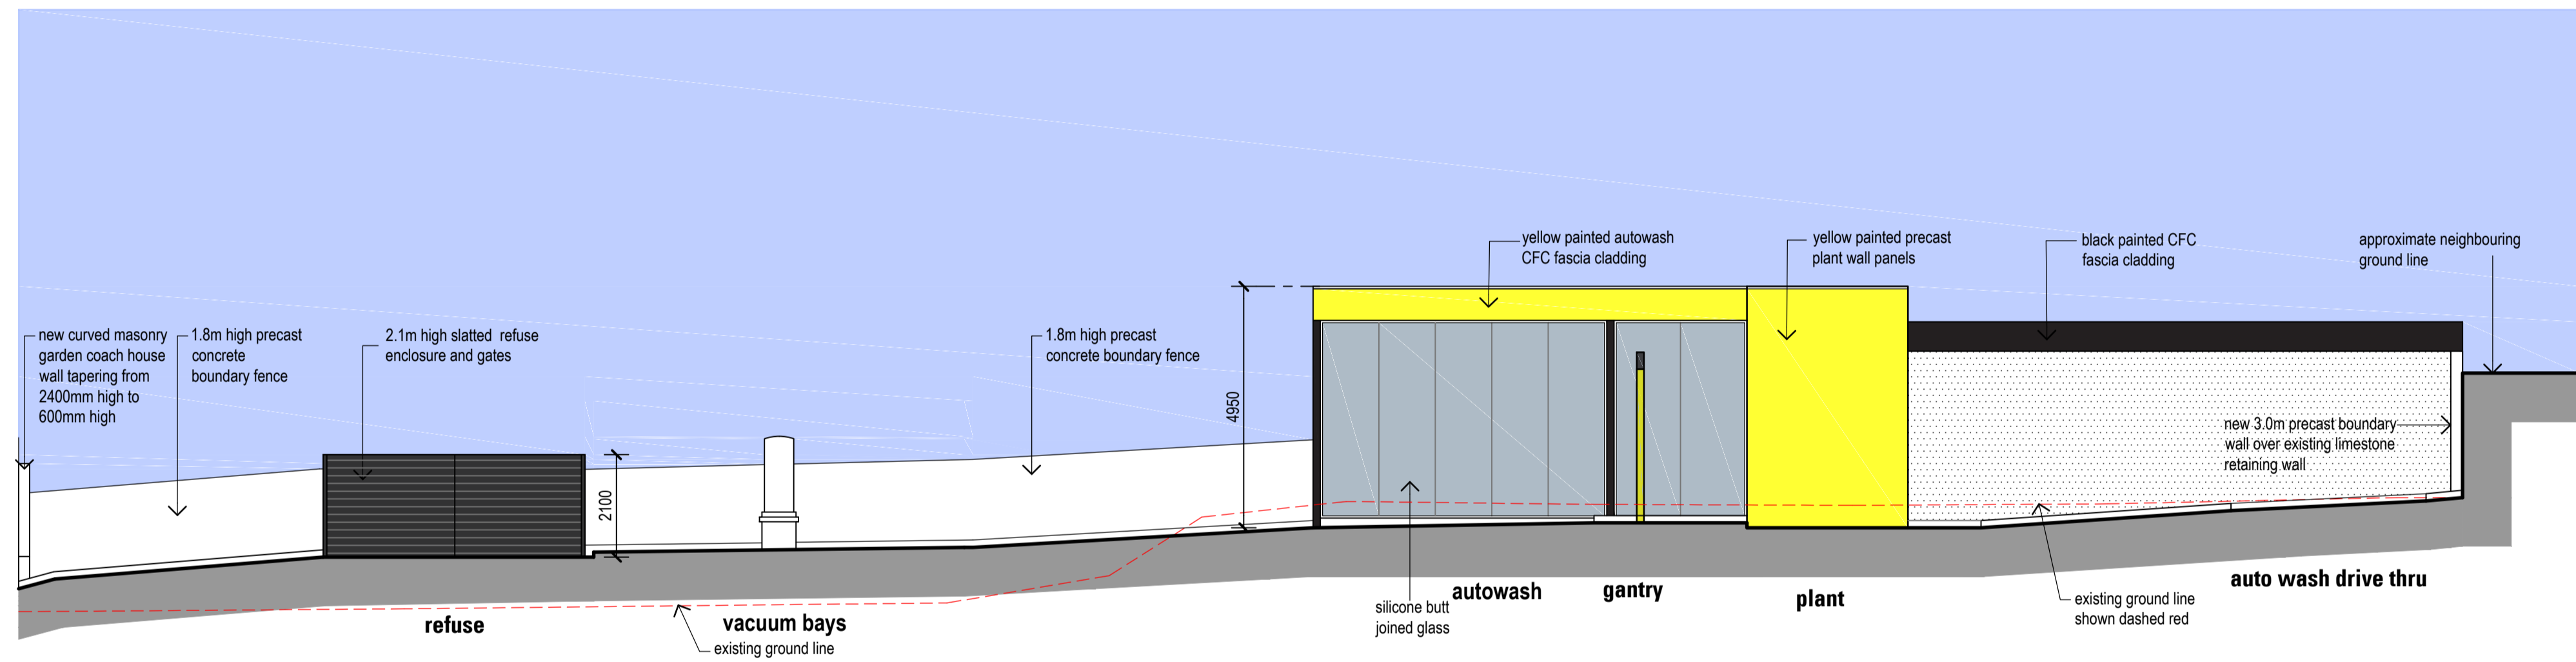 yellow painted autowash
CFC fascia cladding
yellow painted precast
plant wall panels
black painted CFC
fascia cladding
approximate neighbouring
ground line
new curved masonry
garden coach house
wall tapering from
2400mm high to
600mm high
1.8m high precast
concrete
boundary fence
2.1m high slatted refuse
enclosure and gates
1.8m high precast
concrete boundary fence
4950
2100
new 3.0m precast boundary
wall over existing limestone
retaining wall
refuse
vacuum bays
existing ground line
silicone butt
joined glass
autowash
gantry
plant
existing ground line
shown dashed red
auto wash drive thru